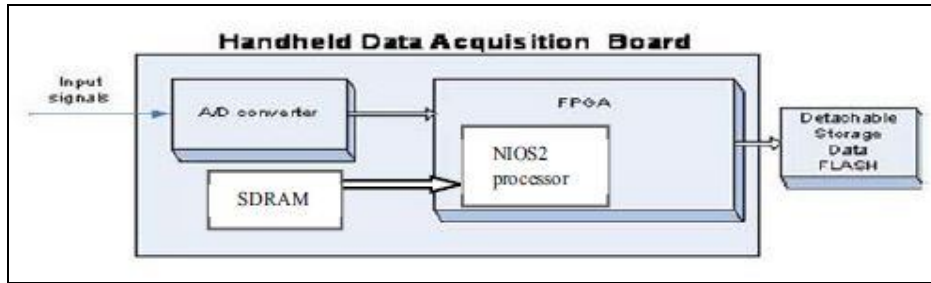 Handheld Data Acquisition Board
Input
signals
A/D converter
FPGA
NIOS2
processor
SDRAM
Detachable
Storage
Data
FLASH